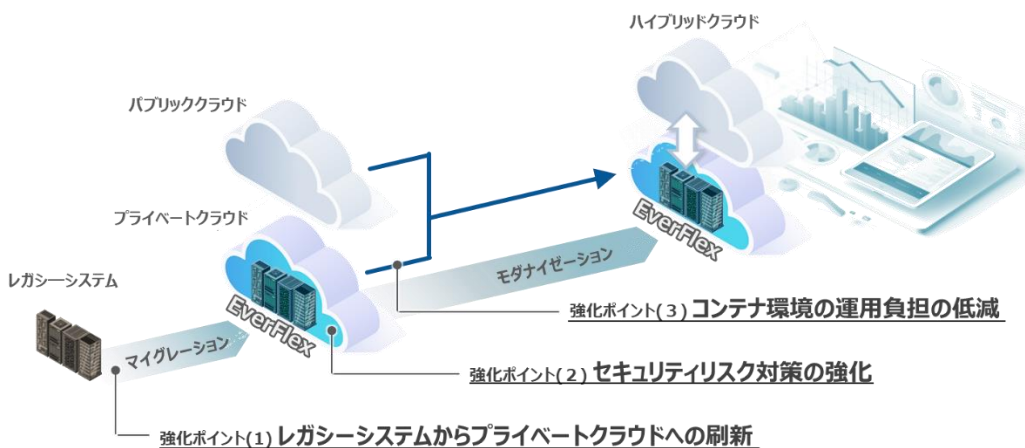 ハイブリッドクラウド
パブリッククラウド
プライベートクラウド
EverFlex
モダナイゼーション
レガシーシステム
EverFlex
マイグレーション
強化ポイント(3) コンテナ環境の運用負担の低減
強化ポイント(2) セキュリティリスク対策の強化
強化ポイント(1) レガシーシステムからプライベートクラウドへの刷新